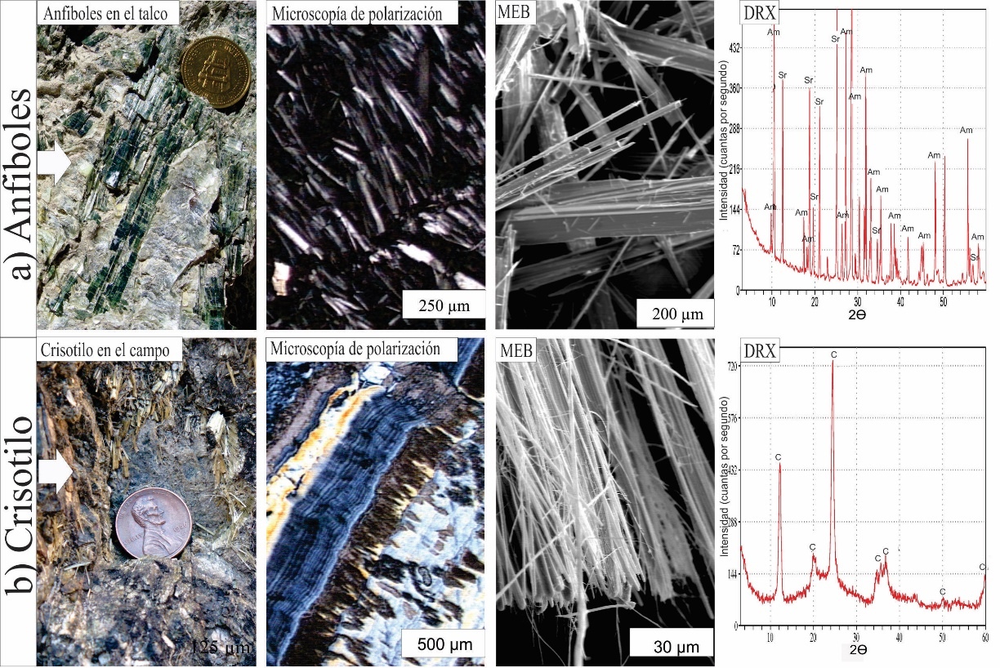 a) Anfiboles
Anfiboles en el talco
Microscopía de polarización
250 µm
MEB
200 µm
DRX
Intensidad (cuantas por segundo)
432
360
288
216
144
72
0
Am
Sr
Am
Am
Sr
Am
Sr
Sr
Sr
Am
Am
Am
Am
Am
Am
Sr
Am
Am
Am
Am
Am
Am
Sr
10
20
30
40
50
2Θ
b) Crisotilo
Crisotilo en el campo
125 µm
Microscopía de polarización
500 µm
MEB
30 µm
DRX
Intensidad (cuantas por segundo)
720
576
432
288
144
0
C
C
C
C
C
C
C
10
20
30
40
50
60
2Θ